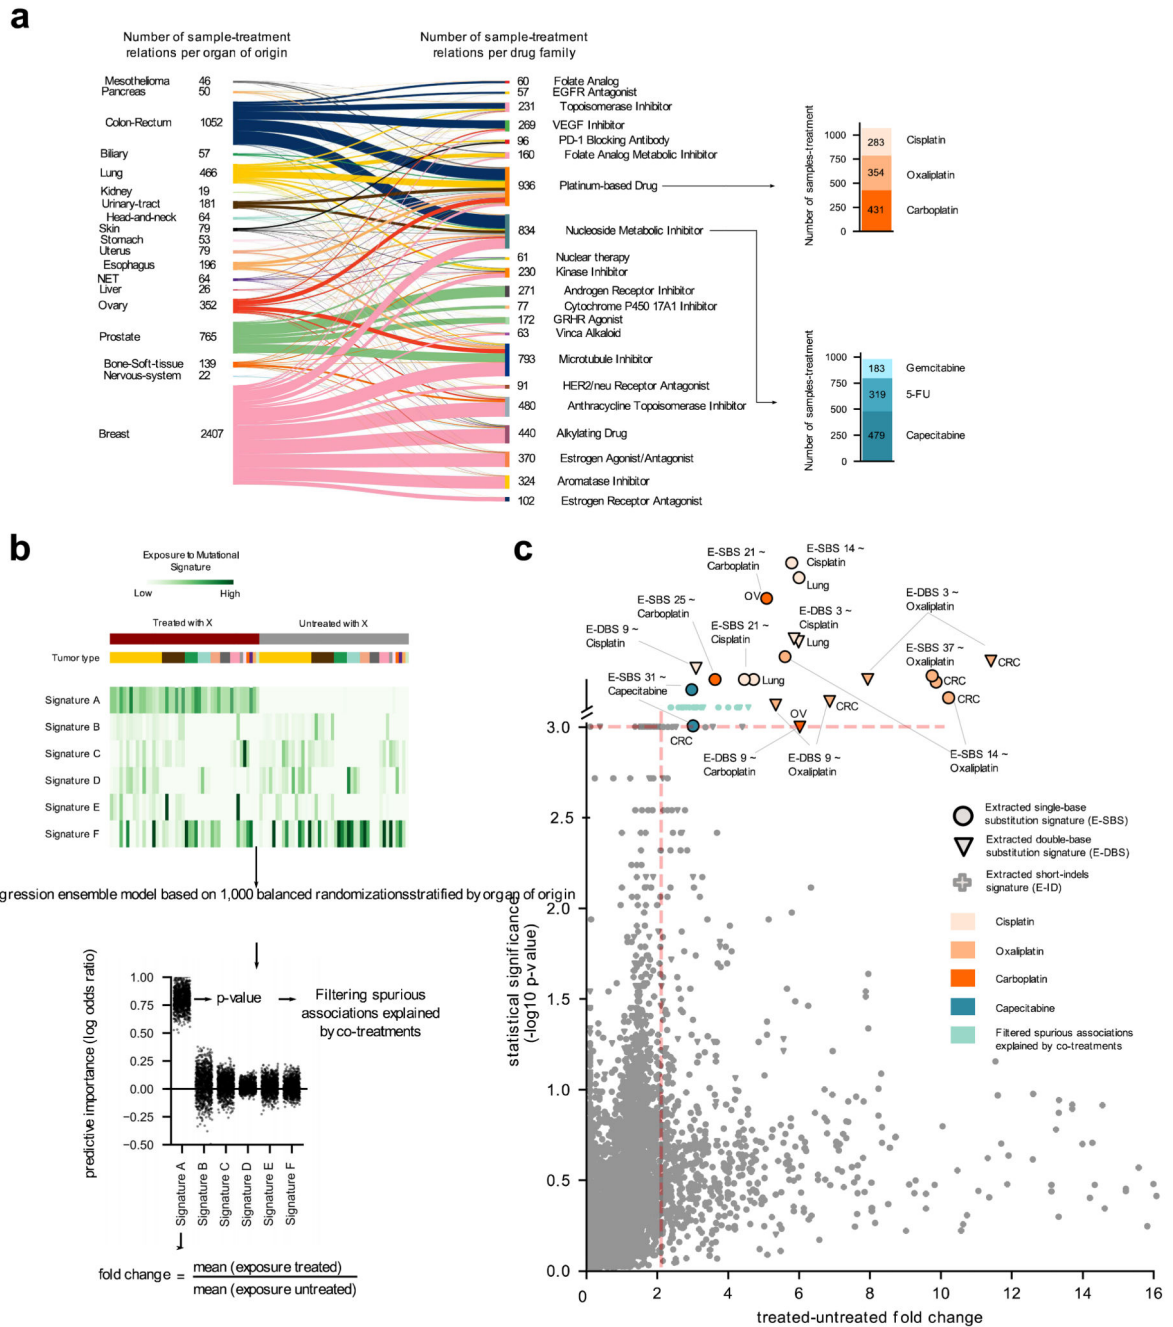 a
Number of sample-treatment
relations per organ of origin
Number of sample-treatment
relations per drug family
Mesothelioma 46
Pancreas 50
Colon-Rectum 1052
Biliary 57
Lung 466
Kidney 19
Urinary-tract 181
Head-and-neck 64
Skin 79
Stomach 53
Uterus 79
Esophagus 196
NET 64
Liver 26
Ovary 352
Prostate 765
Bone-Soft-tissue 139
Nervous-system 22
Breast 2407
60 Folate Analog
57 EGFR Antagonist
231 Topoisomerase Inhibitor
269 VEGF Inhibitor
96 PD-1 Blocking Antibody
160 Folate Analog Metabolic Inhibitor
936 Platinum-based Drug
834 Nucleoside Metabolic Inhibitor
61 Nuclear therapy
230 Kinase Inhibitor
271 Androgen Receptor Inhibitor
77 Cytochrome P450 17A1 Inhibitor
172 GRHR Agonist
63 Vinca Alkaloid
793 Microtubule Inhibitor
91 HER2/neu Receptor Antagonist
480 Anthracycline Topoisomerase Inhibitor
440 Alkylating Drug
370 Estrogen Agonist/Antagonist
324 Aromatase Inhibitor
102 Estrogen Receptor Antagonist
Number of samples-treatment
1000
750
500
250
0
283 Cisplatin
354 Oxaliplatin
431 Carboplatin
Number of samples-treatment
1000
750
500
250
0
183 Gemcitabine
319 5-FU
479 Capecitabine
b
Exposure to Mutational
Signature
Low High
Treated with X Untreated with X
Tumor type
Signature A
Signature B
Signature C
Signature D
Signature E
Signature F
gression ensemble model based on 1,000 balanced randomizationsstratified by organ of origin
predictive importance (log odds ratio)
1.00
0.75
0.50
0.25
0.00
−0.25
−0.50
p-value
Filtering spurious
associations explained
by co-treatments
Signature A
Signature B
Signature C
Signature D
Signature E
Signature F
fold change = mean (exposure treated)
mean (exposure untreated)
c
E-SBS 21 ~
Carboplatin
E-SBS 14 ~
Cisplatin
Lung
OV
E-SBS 25 ~
Carboplatin
E-DBS 3 ~
Cisplatin
Lung
E-DBS 3 ~
Oxaliplatin
E-DBS 9 ~
Cisplatin
E-SBS 21 ~
Cisplatin
Lung
E-SBS 37 ~
Oxaliplatin
CRC
CRC
CRC
E-SBS 31 ~
Capecitabine
CRC
OV
CRC
E-DBS 9 ~
Carboplatin
E-DBS 9 ~
Oxaliplatin
E-SBS 14 ~
Oxaliplatin
Extracted single-base
substitution signature (E-SBS)
Extracted double-base
substitution signature (E-DBS)
Extracted short-indels
signature (E-ID)
Cisplatin
Oxaliplatin
Carboplatin
Capecitabine
Filtered spurious associations
explained by co-treatments
statistical significance
(-log10 p-value)
3.0
2.5
2.0
1.5
1.0
0.5
0.0
0 2 4 6 8 10 12 14 16
treated-untreated fold change